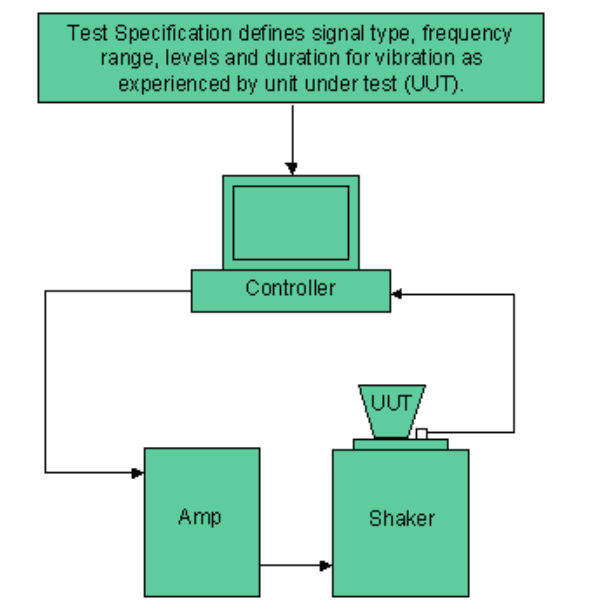 Test Specification defines signal type, frequency
range, levels and duration for vibration as
experienced by unit under test (UUT).
Controller
UUT
Amp
Shaker